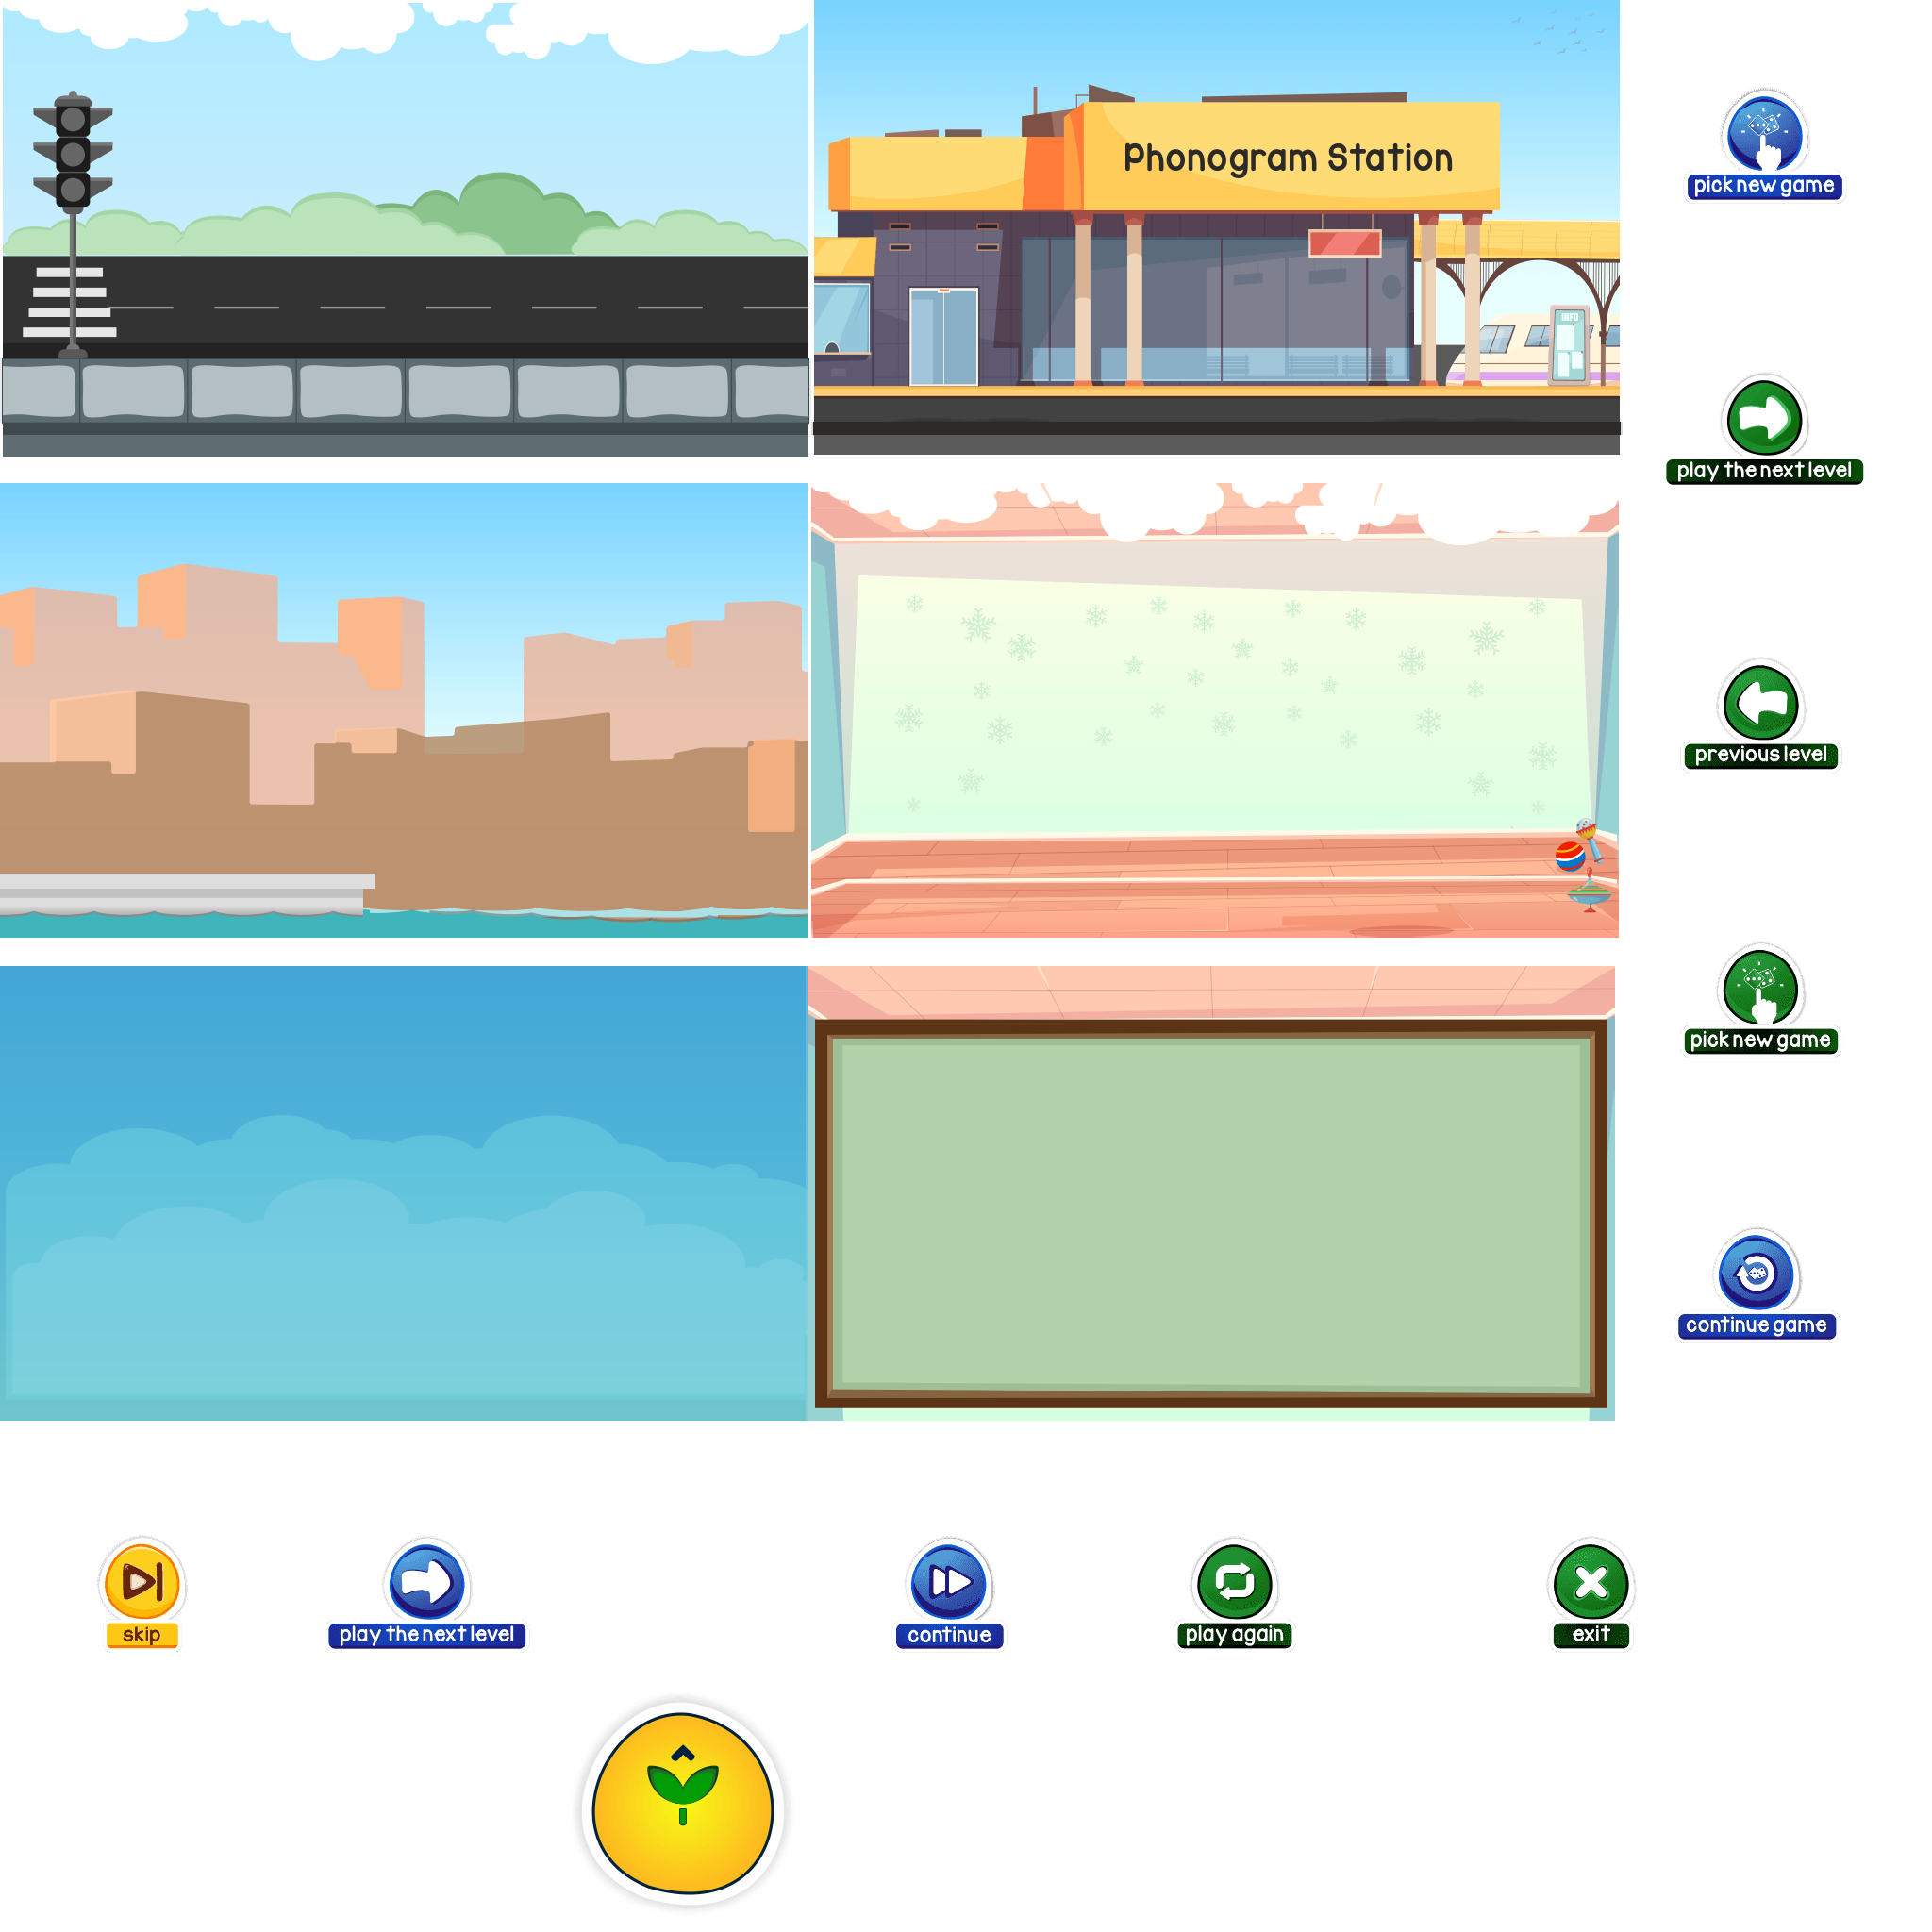 Phonogram Station
INFO
pick new game
play the next level
previous level
pick new game
continue game
skip
play the next level
continue
play again
exit